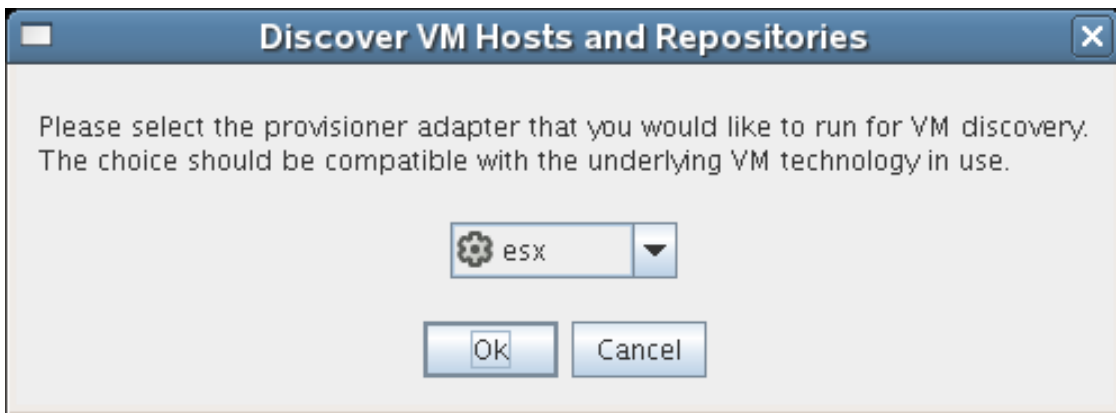 Discover VM Hosts and Repositories
Please select the provisioner adapter that you would like to run for VM discovery.
The choice should be compatible with the underlying VM technology in use.
esx
Ok Cancel